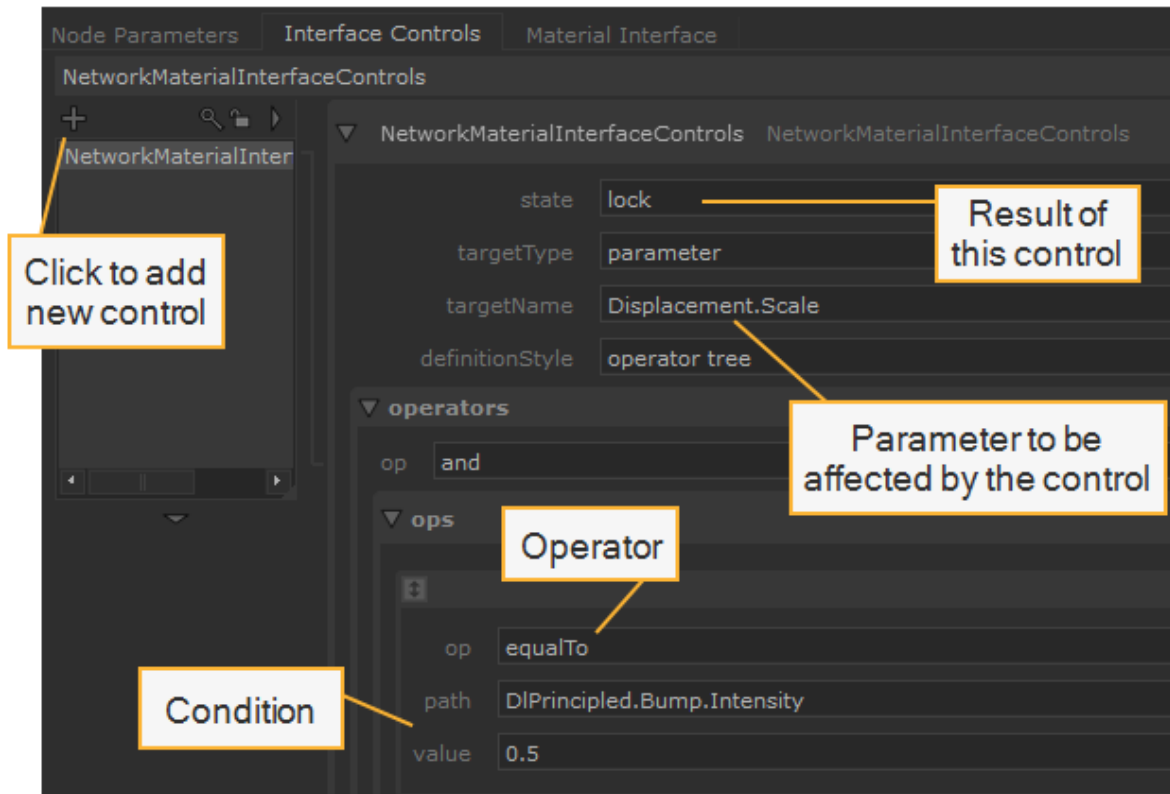 Node Parameters Interface Controls Material Interface
NetworkMaterialInterfaceControls
NetworkMaterialInter
NetworkMaterialInterfaceControls NetworkMaterialInterfaceControls
state lock
Result of
this control
targetType parameter
Click to add
new control
targetName Displacement.Scale
definitionStyle operator tree
operators
Parameter to be
affected by the control
op and
ops
Operator
op equalTo
Condition
path DlPrincipled.Bump.Intensity
value 0.5